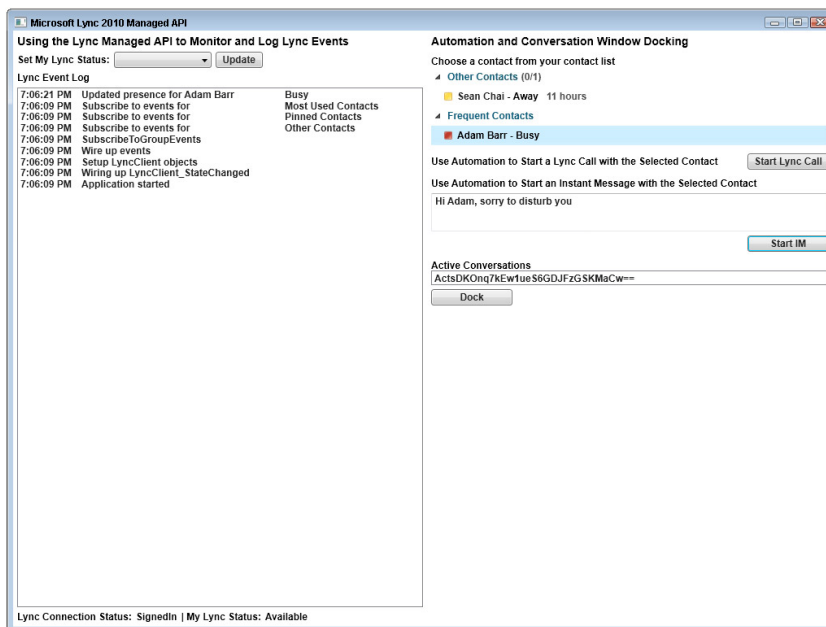 Microsoft Lync 2010 Managed API
Using the Lync Managed API to Monitor and Log Lync Events
Set My Lync Status:
Update
Lync Event Log
7:06:21 PM Updated presence for Adam Barr Busy
7:06:09 PM Subscribe to events for Most Used Contacts
7:06:09 PM Subscribe to events for Pinned Contacts
7:06:09 PM Subscribe to events for Other Contacts
7:06:09 PM SubscribeToGroupEvents
7:06:09 PM Wire up events
7:06:09 PM Setup LyncClient objects
7:06:09 PM Wiring up LyncClient_StateChanged
7:06:09 PM Application started
Lync Connection Status: SignedIn | My Lync Status: Available
Automation and Conversation Window Docking
Choose a contact from your contact list
Other Contacts (0/1)
Sean Chai - Away 11 hours
Frequent Contacts
Adam Barr - Busy
Use Automation to Start a Lync Call with the Selected Contact
Start Lync Call
Use Automation to Start an Instant Message with the Selected Contact
Hi Adam, sorry to disturb you
Start IM
Active Conversations
ActsDKOnq7kEw1ueS6GDJFzGSKMaCw==
Dock